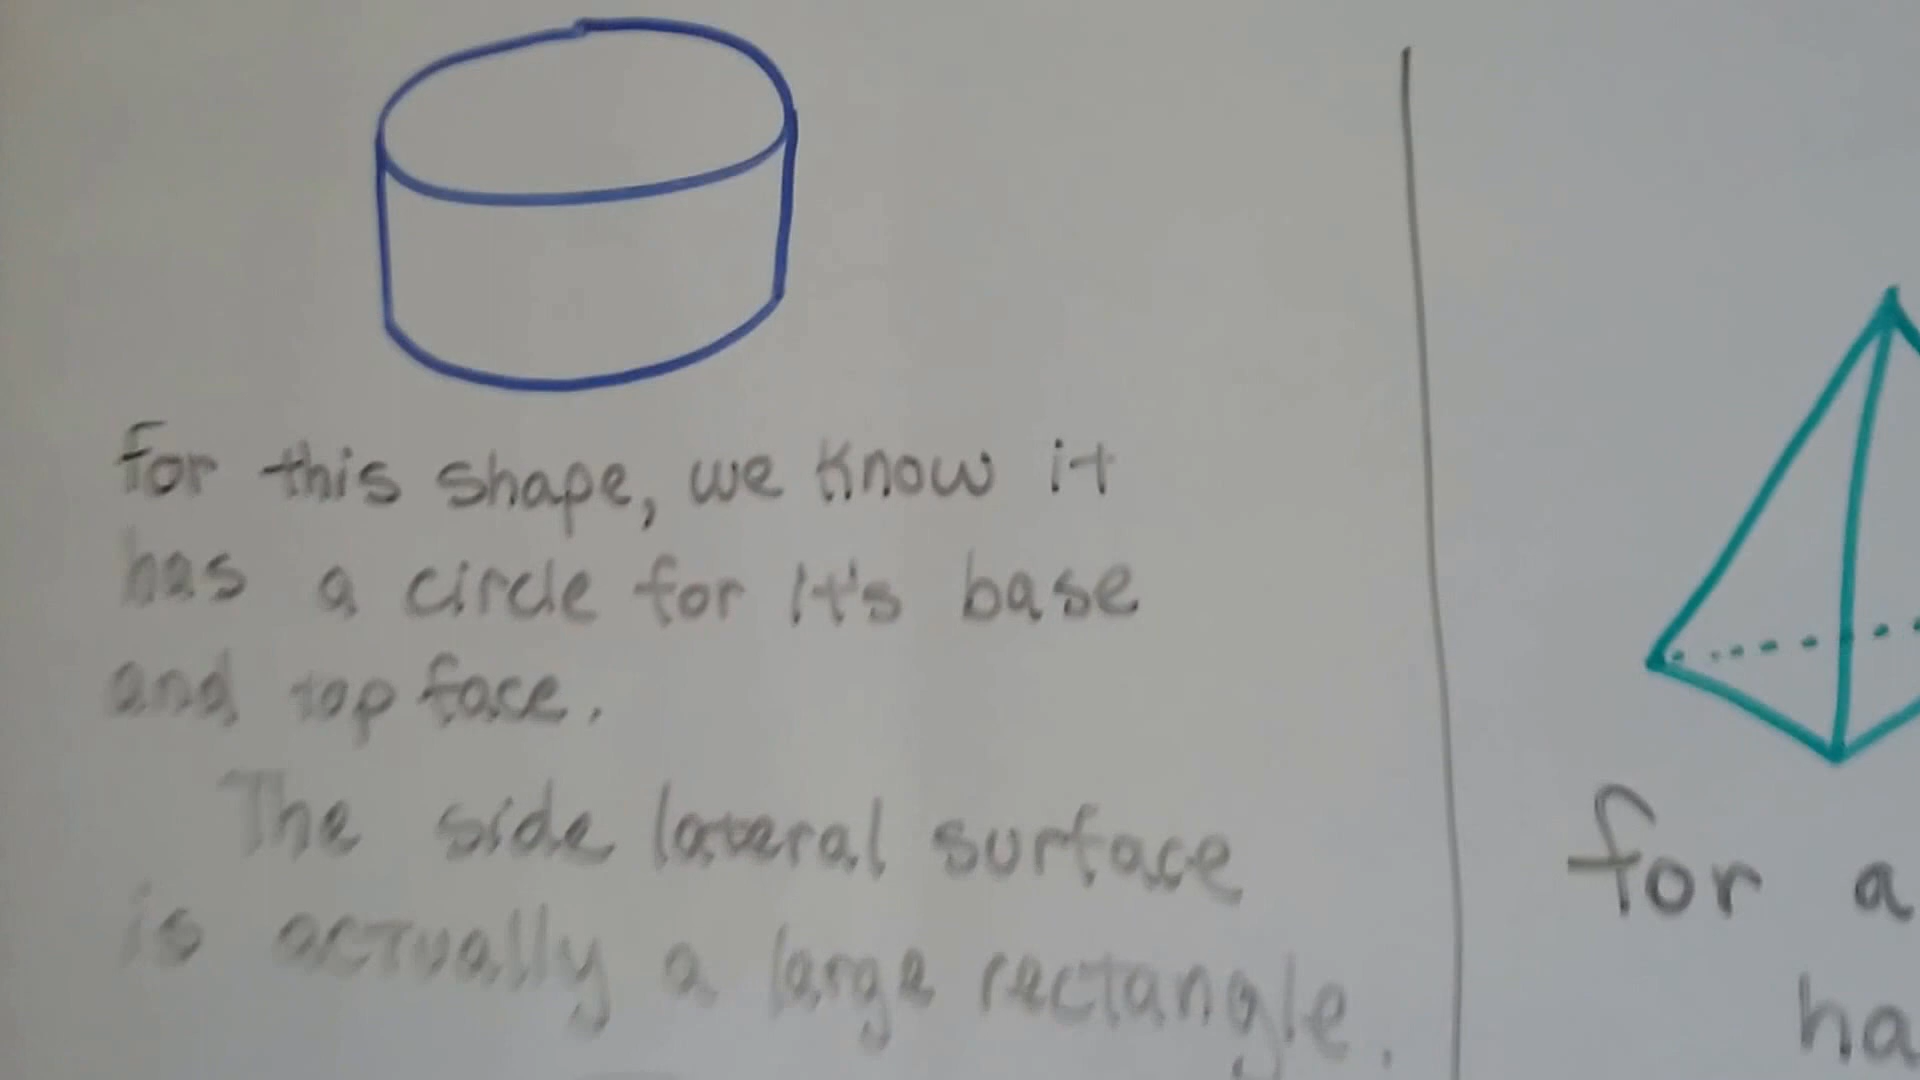 for this shape, we know it
has a circle for it's base
and top face.
The side lateral surface
is actually a large rectangle.
for a
ha